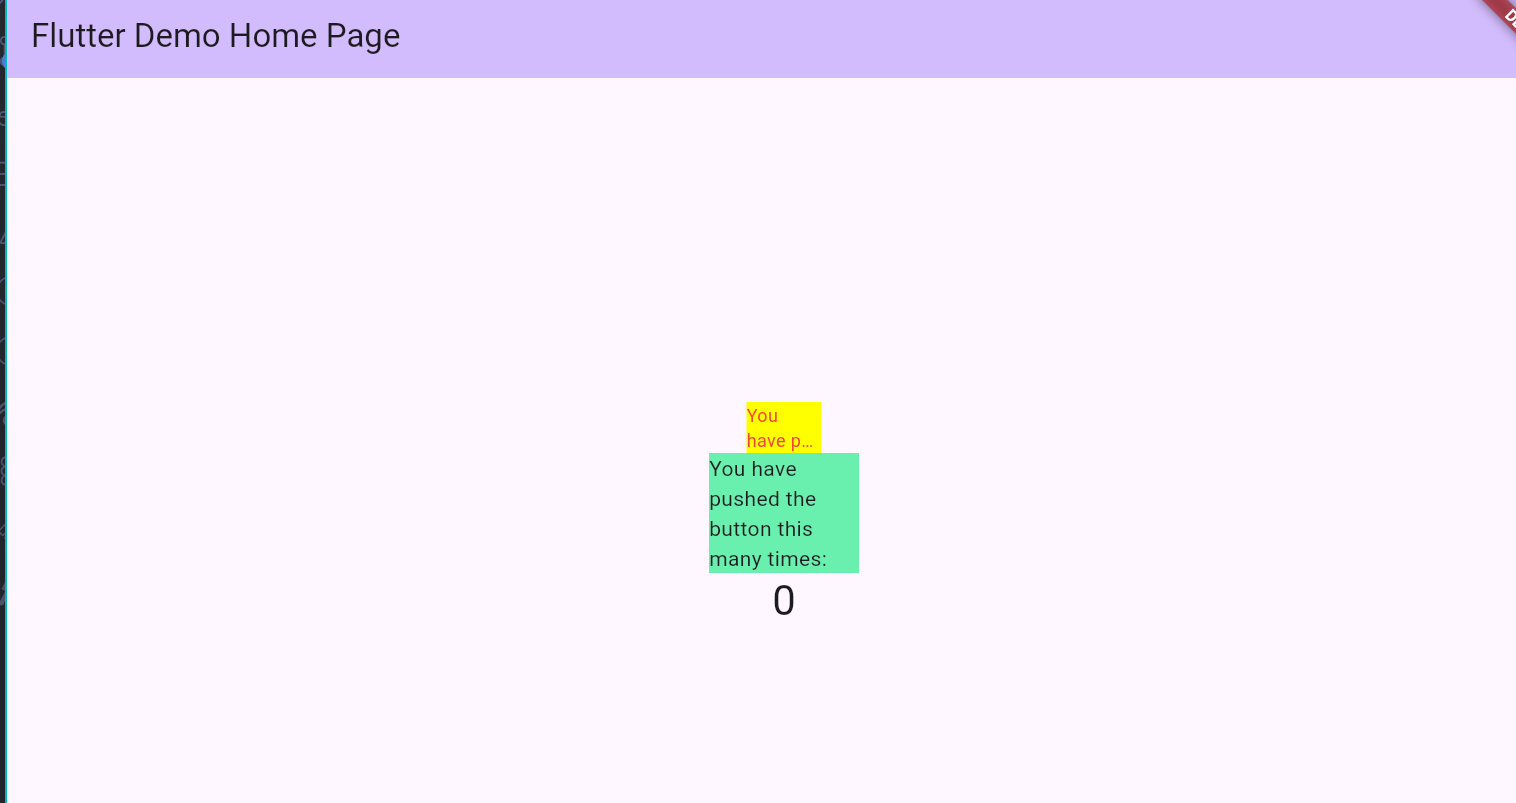 Flutter Demo Home Page
You
have p…
You have
pushed the
button this
many times:
0